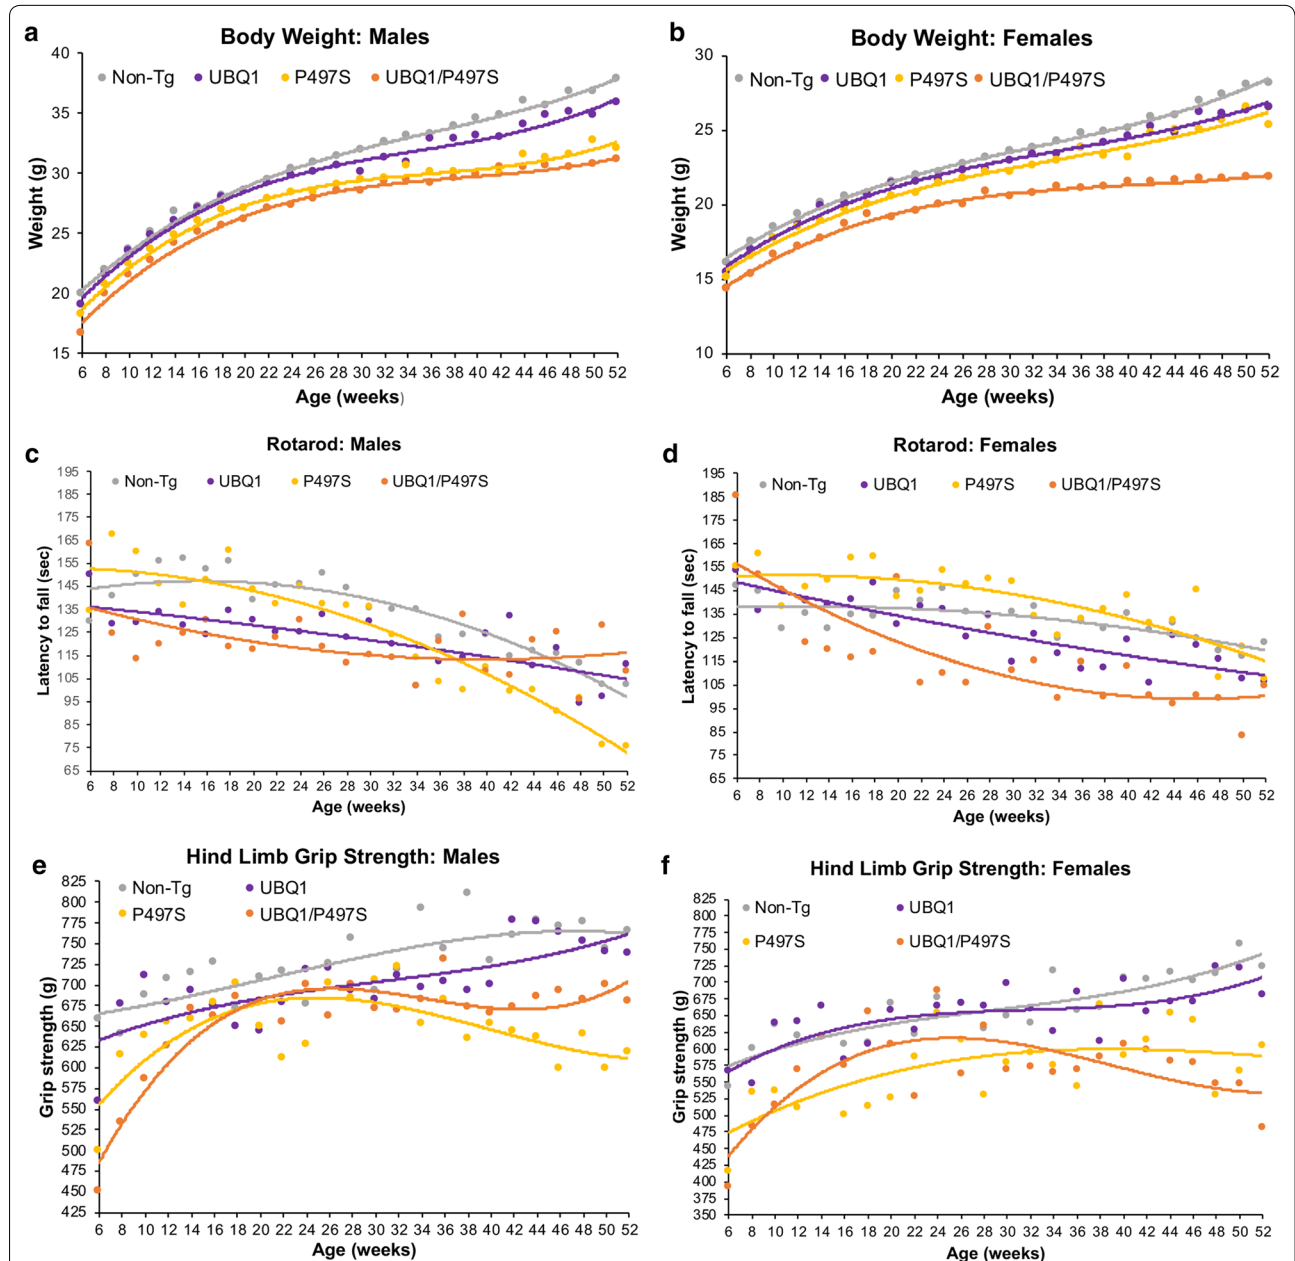 a
Body Weight: Males
Non-Tg UBQ1 P497S UBQ1/P497S
Weight (g)
40
35
30
25
20
15
6 8 10 12 14 16 18 20 22 24 26 28 30 32 34 36 38 40 42 44 46 48 50 52
Age (weeks)
b
Body Weight: Females
Non-Tg UBQ1 P497S UBQ1/P497S
Weight (g)
30
25
20
15
10
6 8 10 12 14 16 18 20 22 24 26 28 30 32 34 36 38 40 42 44 46 48 50 52
Age (weeks)
c
Rotarod: Males
Non-Tg UBQ1 P497S UBQ1/P497S
Latency to fall (sec)
195
185
175
165
155
145
135
125
115
105
95
85
75
65
6 8 10 12 14 16 18 20 22 24 26 28 30 32 34 36 38 40 42 44 46 48 50 52
Age (weeks)
d
Rotarod: Females
Non-Tg UBQ1 P497S UBQ1/P497S
Latency to fall (sec)
195
185
175
165
155
145
135
125
115
105
95
85
75
65
6 8 10 12 14 16 18 20 22 24 26 28 30 32 34 36 38 40 42 44 46 48 50 52
Age (weeks)
e
Hind Limb Grip Strength: Males
Non-Tg UBQ1
P497S UBQ1/P497S
Grip strength (g)
825
800
775
750
725
700
675
650
625
600
575
550
525
500
475
450
425
6 8 10 12 14 16 18 20 22 24 26 28 30 32 34 36 38 40 42 44 46 48 50 52
Age (weeks)
f
Hind Limb Grip Strength: Females
Non-Tg UBQ1
P497S UBQ1/P497S
Grip strength (g)
825
800
775
750
725
700
675
650
625
600
575
550
525
500
475
450
425
400
375
350
6 8 10 12 14 16 18 20 22 24 26 28 30 32 34 36 38 40 42 44 46 48 50 52
Age (weeks)